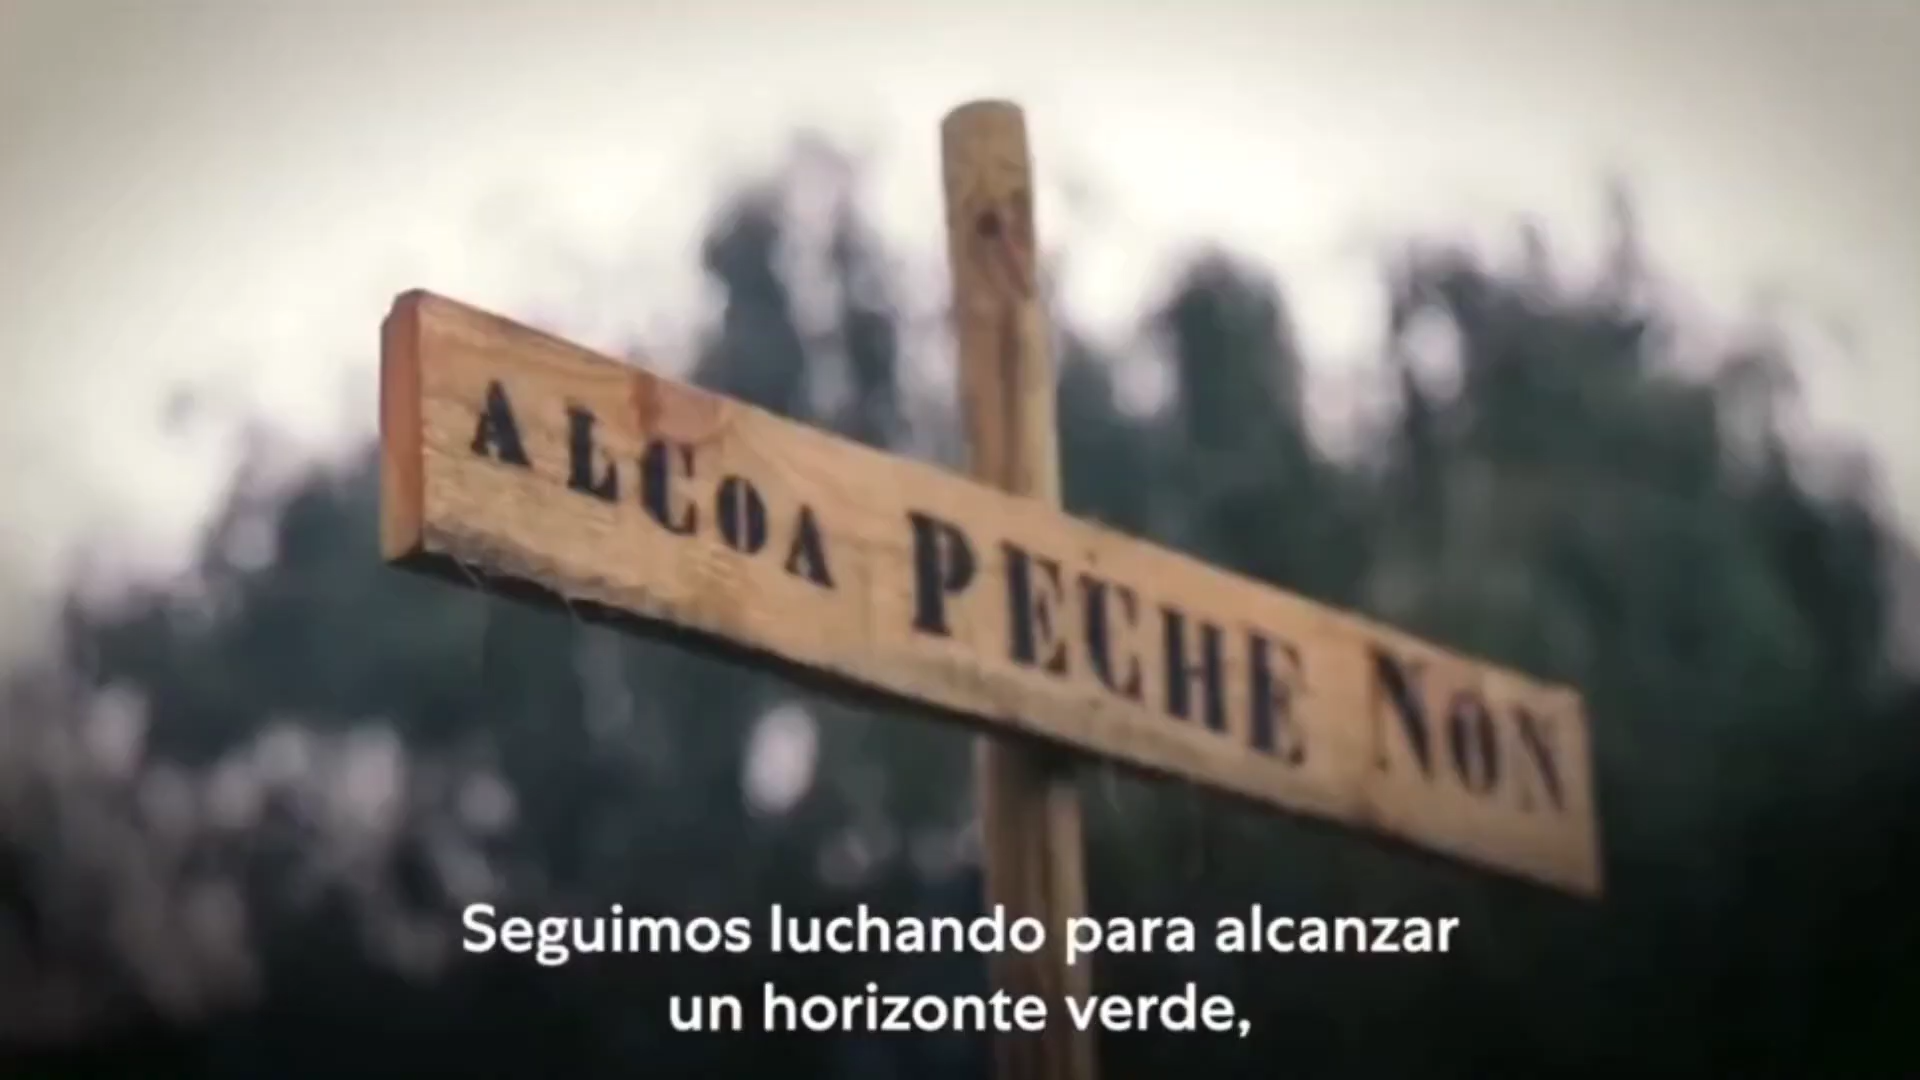 ALCOA PECHE NON
Seguimos luchando para alcanzar
un horizonte verde,